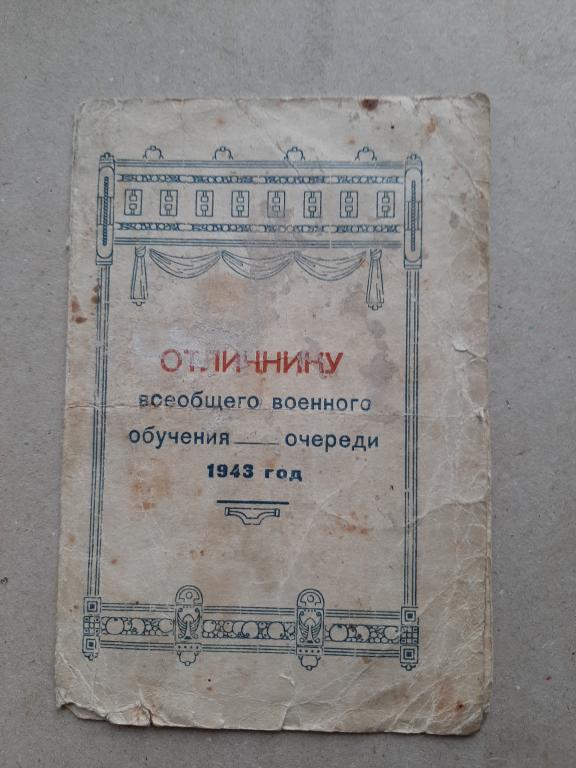 ОТЛИЧНИКУ
всеобщего военного
обучения ___ очереди
1943 год